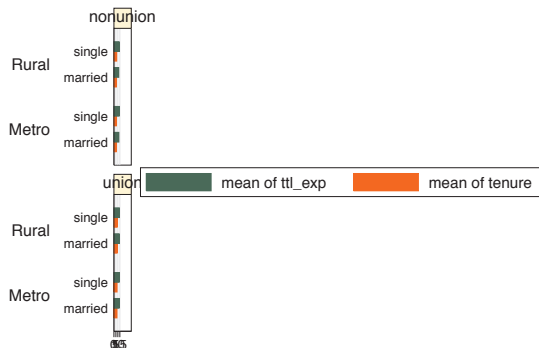 nonunion
Rural
single
married
Metro
single
married
union
mean of ttl_exp
mean of tenure
Rural
single
married
Metro
single
married